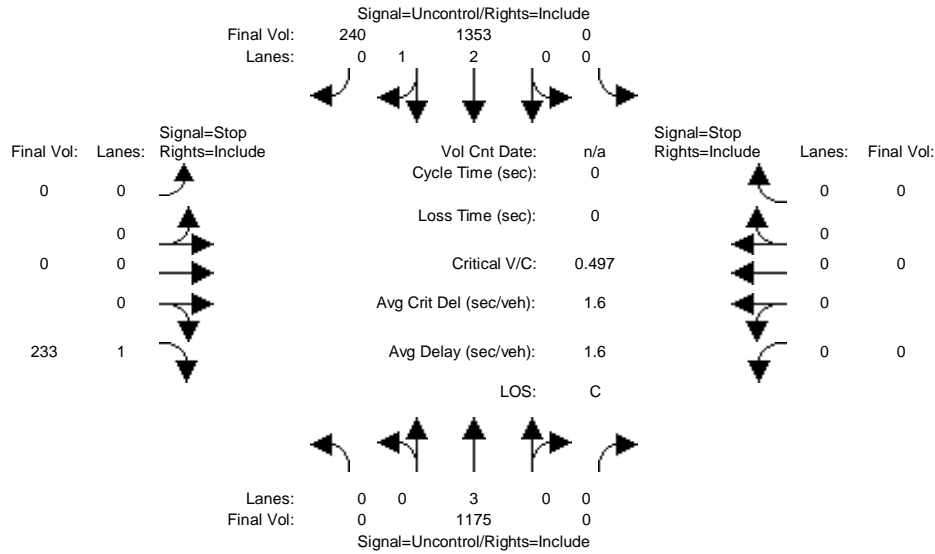 Signal=Uncontrol/Rights=Include
Final Vol: 240 1353 0
Lanes: 0 1 2 0 0
Signal=Stop Signal=Stop
Final Vol: Lanes: Rights=Include Vol Cnt Date: n/a Rights=Include Lanes: Final Vol:
Cycle Time (sec): 0
0 0 0 0
Loss Time (sec): 0
0 0
0 0 Critical V/C: 0.497 0 0
0 Avg Crit Del (sec/veh): 1.6 0
233 1 Avg Delay (sec/veh): 1.6 0 0
LOS: C
Lanes: 0 0 3 0 0
Final Vol: 0 1175 0
Signal=Uncontrol/Rights=Include